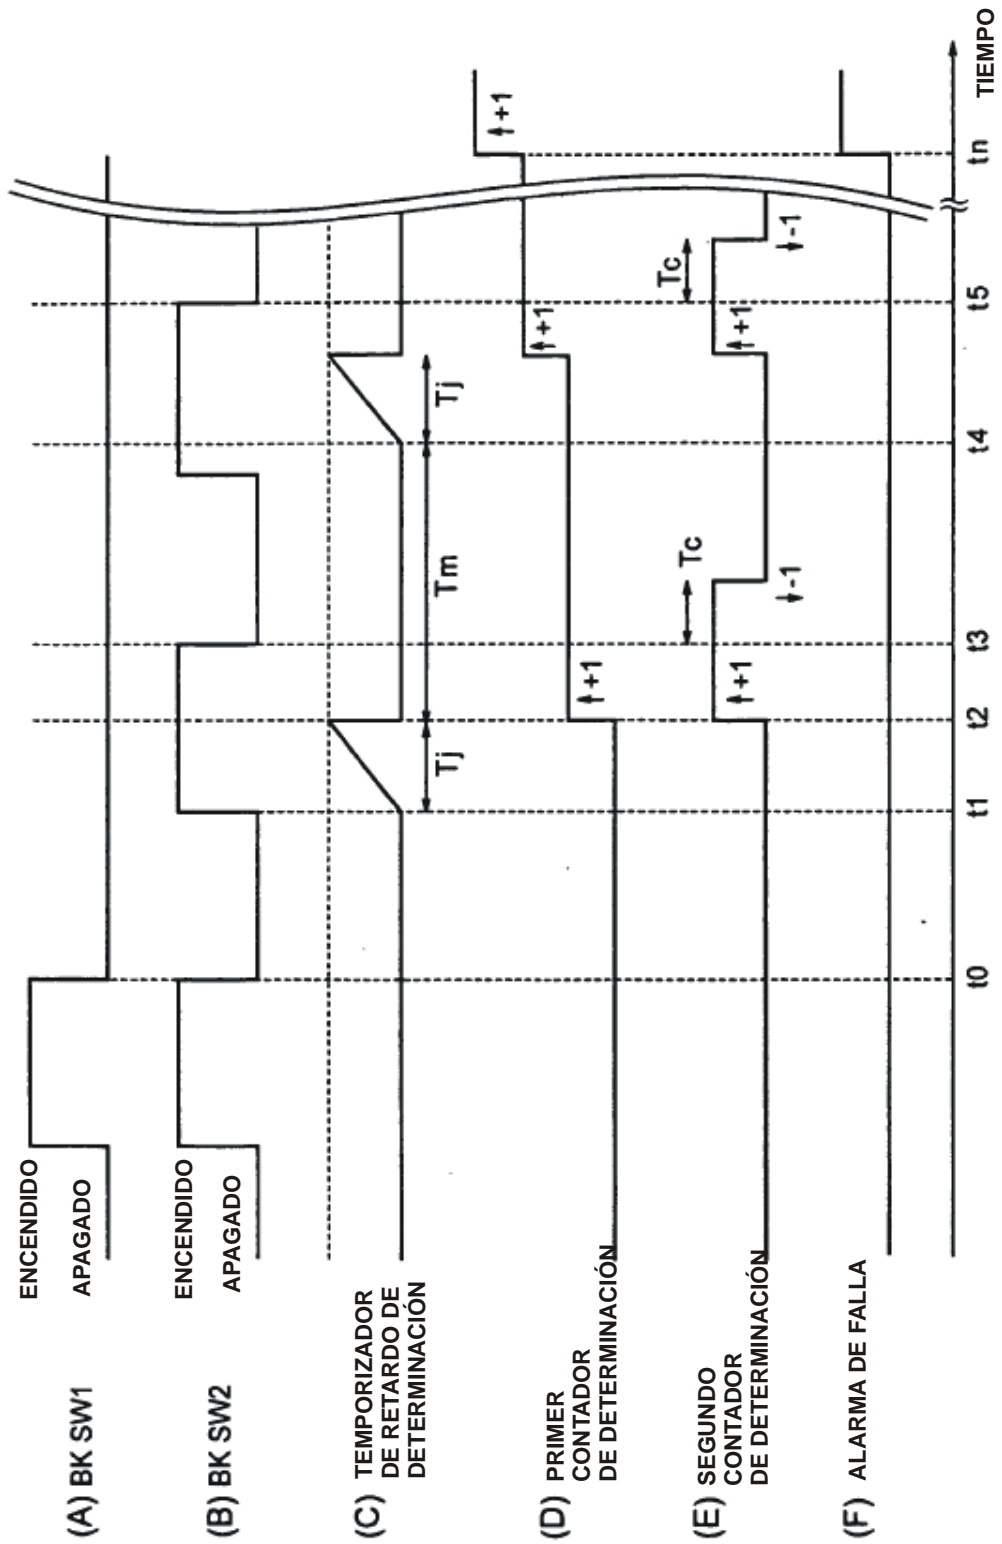 (A) BK SW1
ENCENDIDO
APAGADO
(B) BK SW2
ENCENDIDO
APAGADO
(C) TEMPORIZADOR
DE RETARDO DE
DETERMINACIÓN
Tj
Tm
Tj
(D) PRIMER
CONTADOR
DE DETERMINACIÓN
+1
+1
+1
(E) SEGUNDO
CONTADOR
DE DETERMINACIÓN
+1
Tc
-1
+1
Tc
-1
(F) ALARMA DE FALLA
t0
t1
t2
t3
t4
t5
tn
TIEMPO